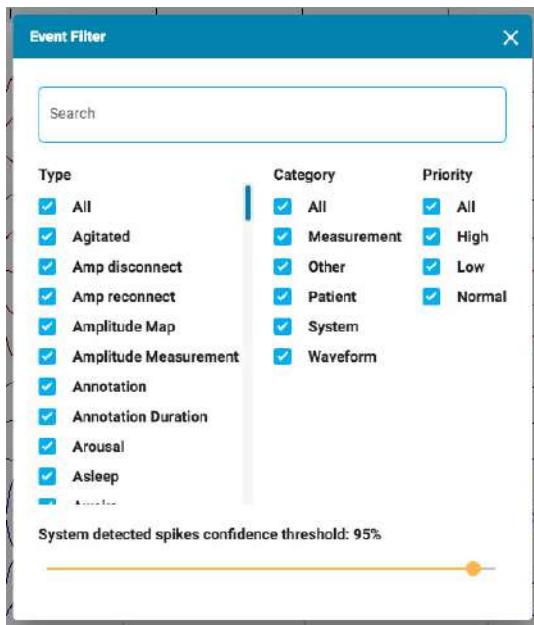 Event Filter
Search
Type
All
Agitated
Amp disconnect
Amp reconnect
Amplitude Map
Amplitude Measurement
Annotation
Annotation Duration
Arousal
Asleep
Category
All
Measurement
Other
Patient
System
Waveform
Priority
All
High
Low
Normal
System detected spikes confidence threshold: 95%